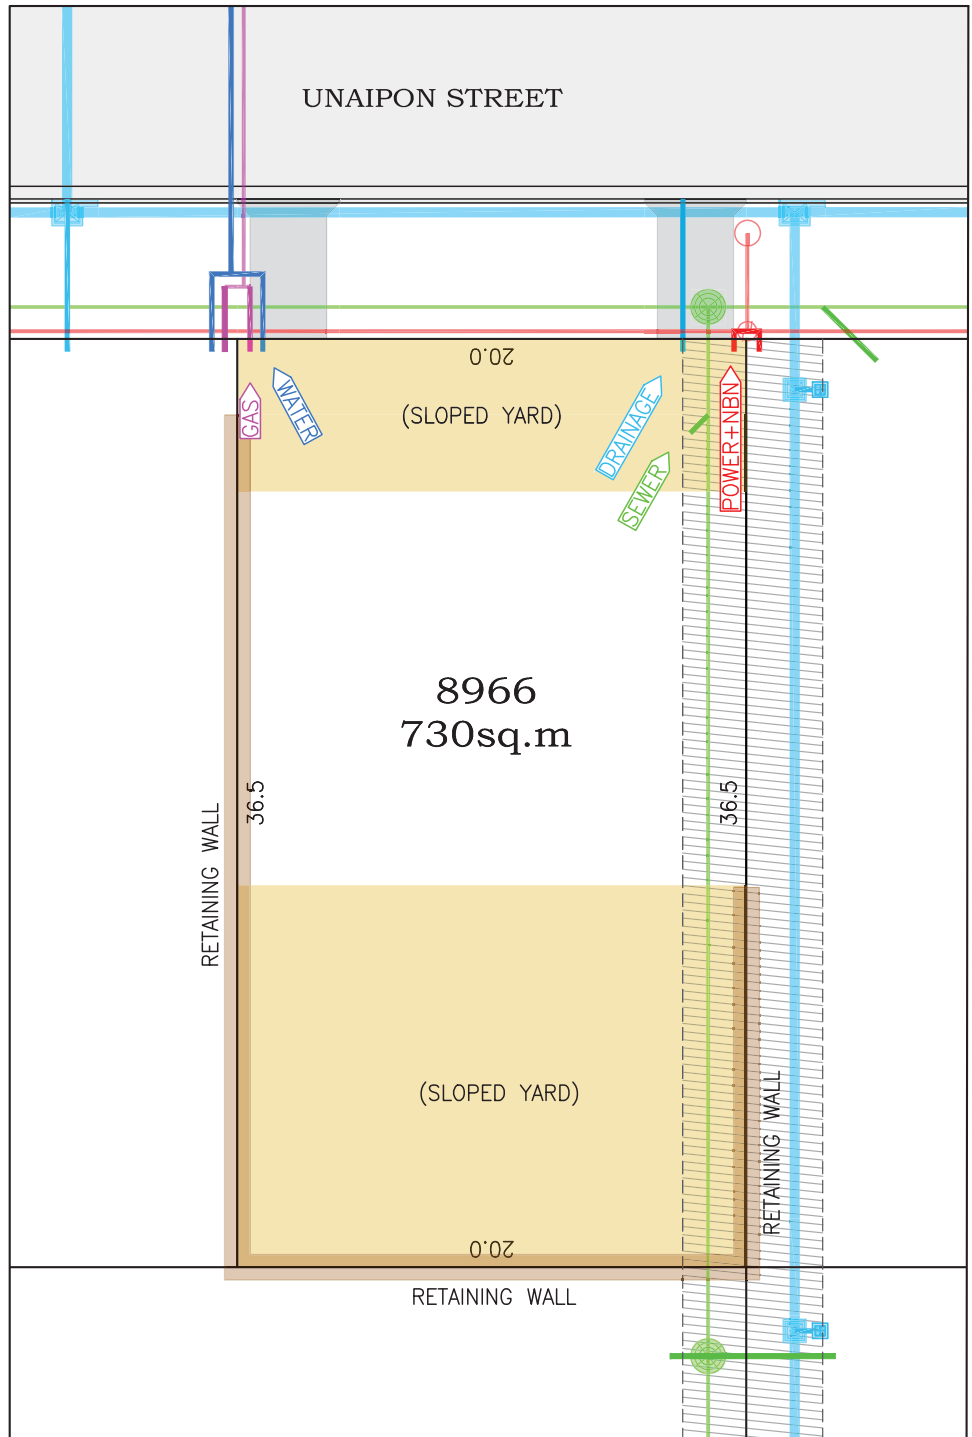 UNAIPON STREET
20.0
(SLOPED YARD)
GAS
WATER
DRAINAGE
SEWER
POWER+NBN
8966
730sq.m
36.5
36.5
RETAINING WALL
(SLOPED YARD)
RETAINING WALL
20.0
RETAINING WALL